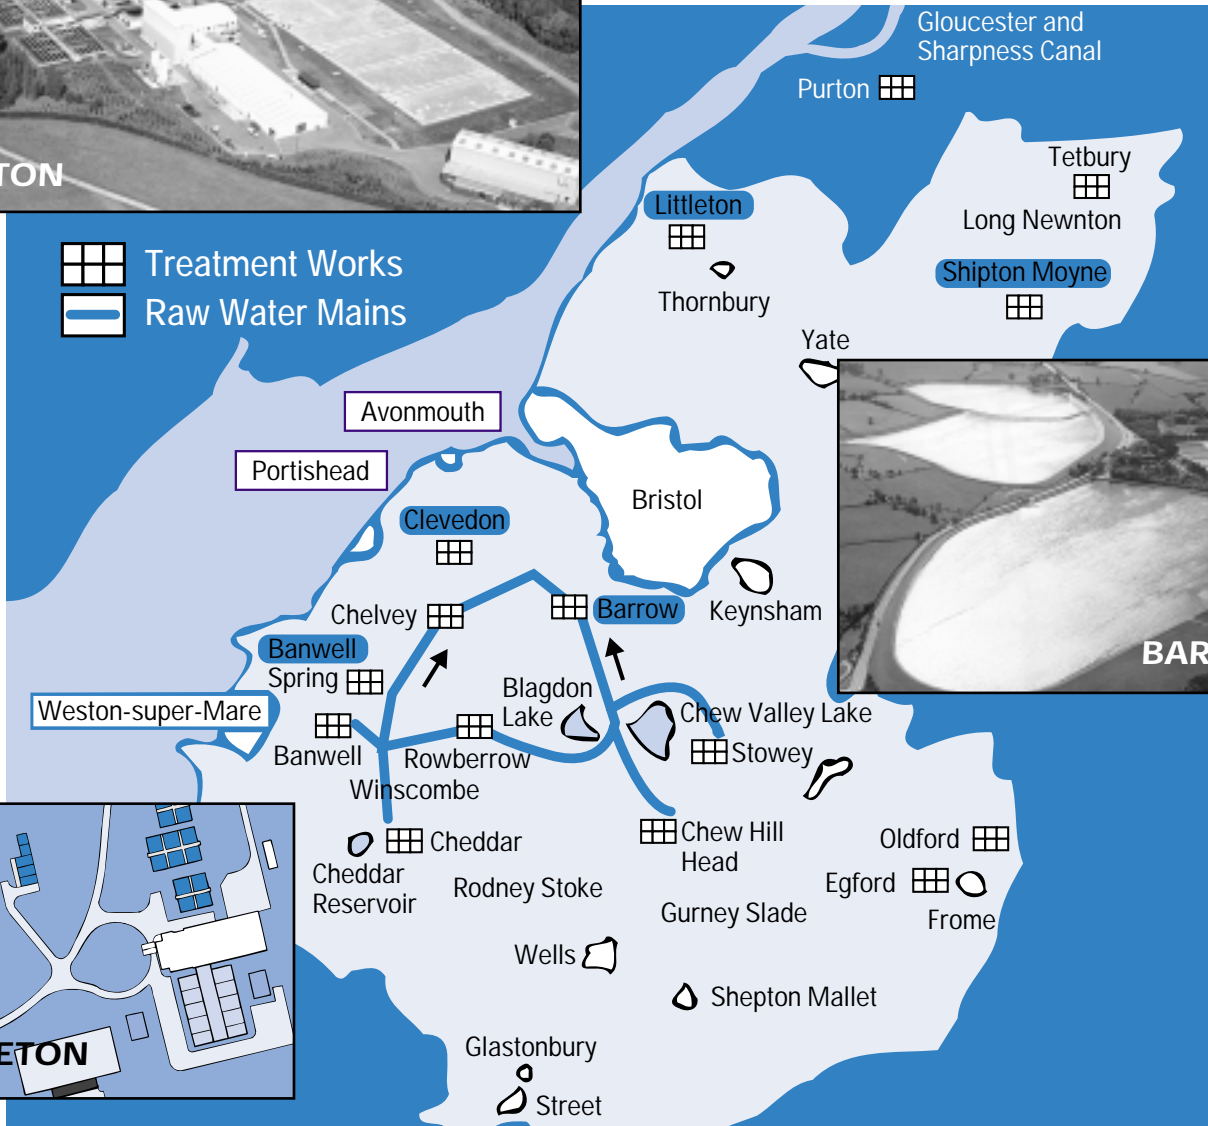 Gloucester and
Sharpness Canal
Purton
TON
Tetbury
Long Newnton
Littleton
Treatment Works
Raw Water Mains
Shipton Moyne
Thornbury
Yate
Avonmouth
Portishead
Bristol
Clevedon
Chelvey
Barrow
Keynsham
Banwell
Spring
BAR
Weston-super-Mare
Blagdon
Lake
Chew Valley Lake
Banwell
Rowberrow
Stowey
Winscombe
Cheddar
Chew Hill
Head
Oldford
Cheddar
Reservoir
Rodney Stoke
Egford
Gurney Slade
Frome
Wells
Shepton Mallet
ETON
Glastonbury
Street